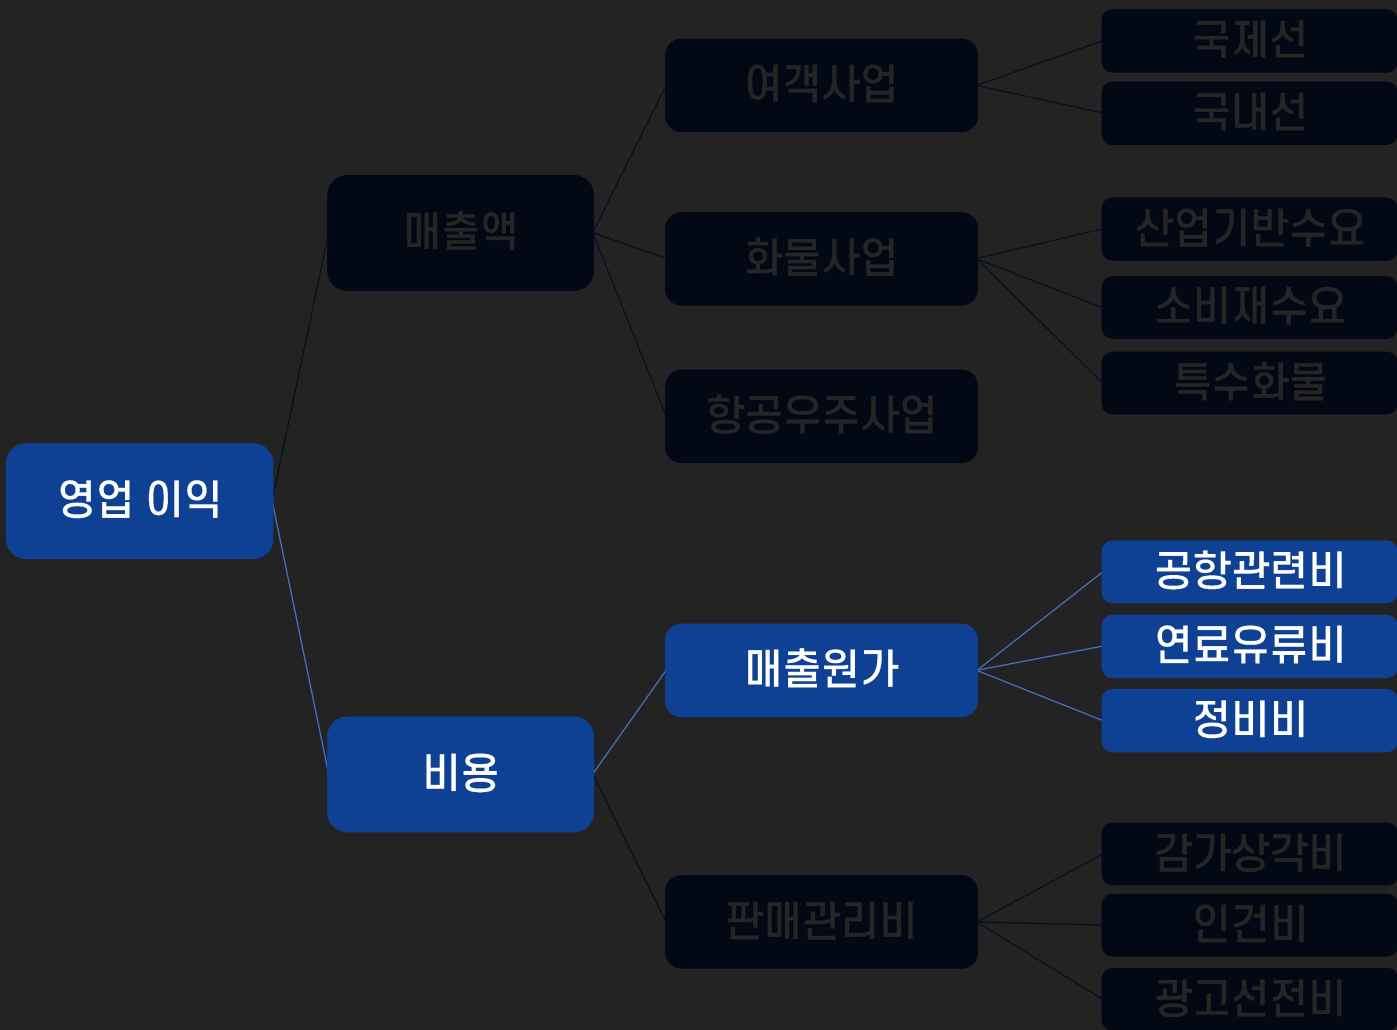 영업 이익
매출액
여객사업
국제선
국내선
화물사업
산업기반수요
소비재수요
특수화물
항공우주사업
비용
매출원가
공항관련비
연료유류비
정비비
판매관리비
감가상각비
인건비
광고선전비